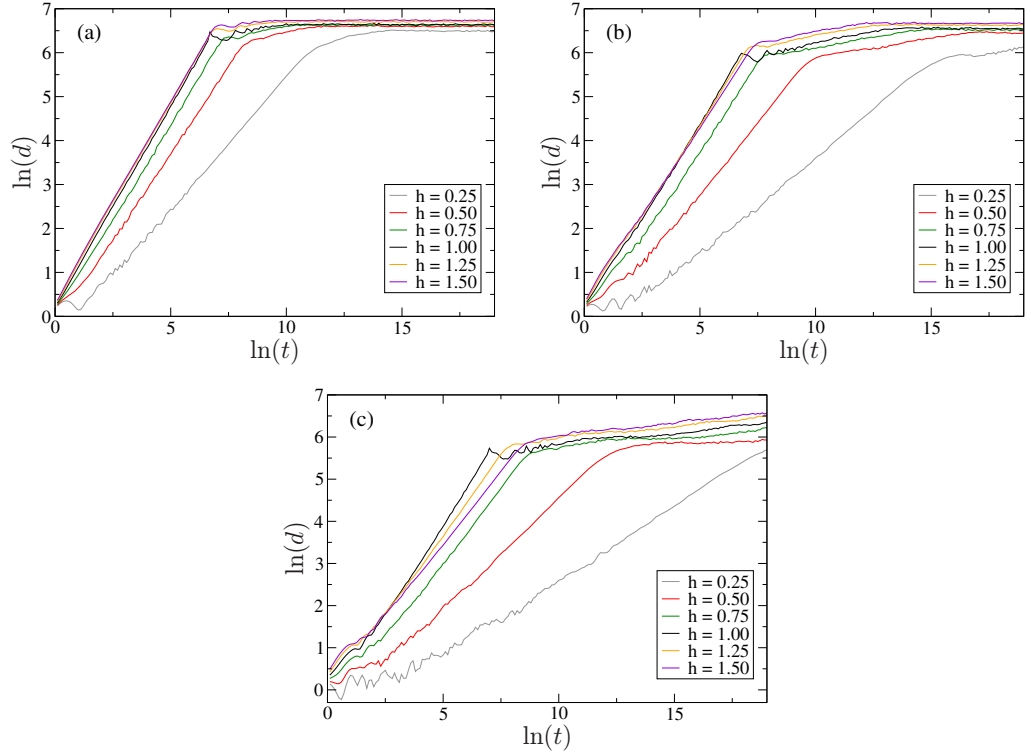 7
6
5
4
3
2
1
0
ln(d)
(a)
h = 0.25
h = 0.50
h = 0.75
h = 1.00
h = 1.25
h = 1.50
0
5
10
15
ln(t)
7
6
5
4
3
2
1
0
ln(d)
(b)
h = 0.25
h = 0.50
h = 0.75
h = 1.00
h = 1.25
h = 1.50
0
5
10
15
ln(t)
7
6
5
4
3
2
1
0
ln(d)
(c)
h = 0.25
h = 0.50
h = 0.75
h = 1.00
h = 1.25
h = 1.50
0
5
10
15
ln(t)